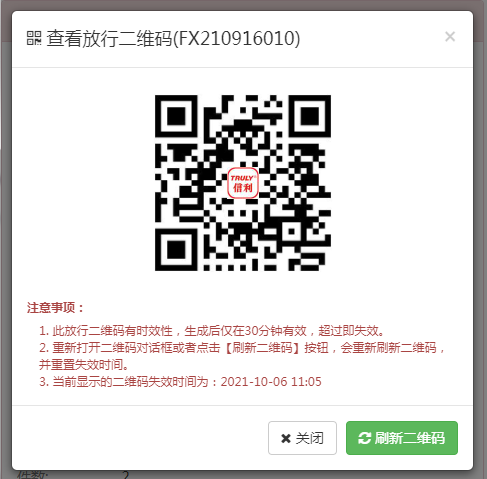 查看放行二维码(FX210916010)
×
TRULY®
信利
注意事项：
1. 此放行二维码有时效性，生成后仅在30分钟有效，超过即失效。
2. 重新打开二维码对话框或者点击【刷新二维码】按钮，会重新刷新二维码，
并重置失效时间。
3. 当前显示的二维码失效时间为：2021-10-06 11:05
关闭
刷新二维码
件数:
2